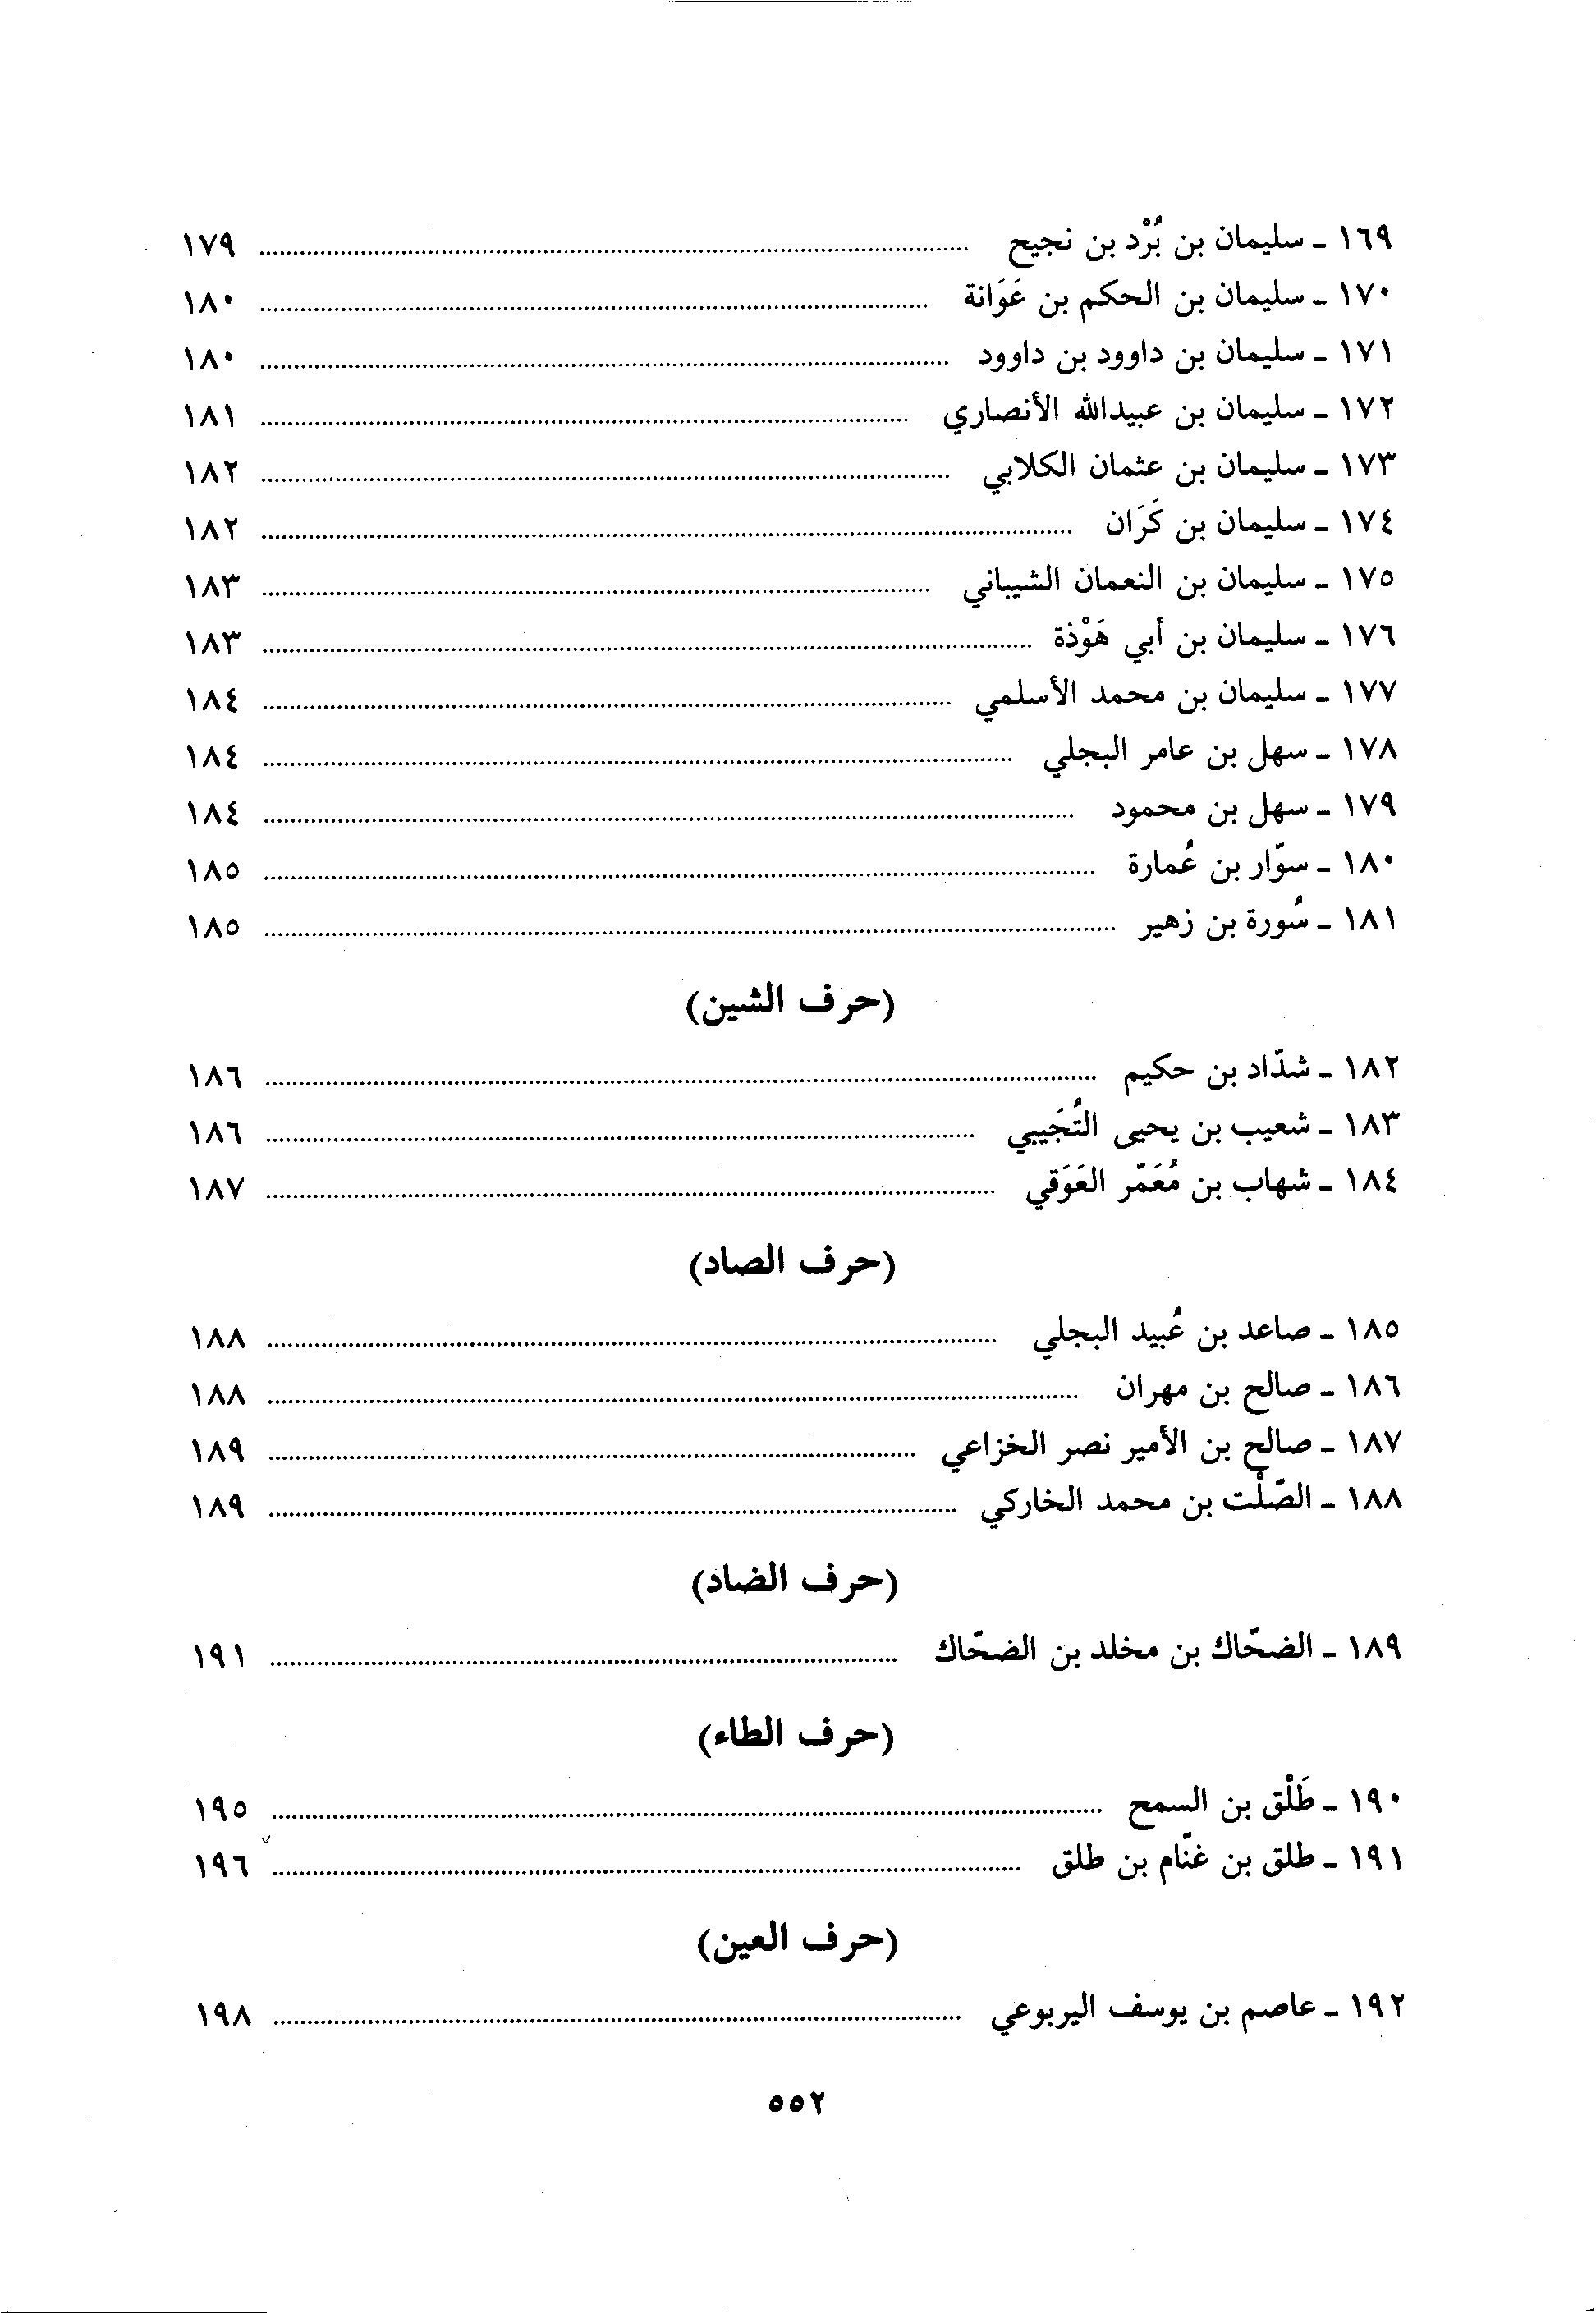 ١٦٩ - سليمان بن بُرْد بن نجيح ........ ١٧٩
١٧٠ - سليمان بن الحكم بن عَوَانة ........ ١٨٠
١٧١ - سليمان بن داوود بن داوود ........ ١٨٠
١٧٢ - سليمان بن عبيدالله الأنصاري ........ ١٨١
١٧٣ - سليمان بن عثمان الكلابي ........ ١٨٢
١٧٤ - سليمان بن كَرَان ........ ١٨٢
١٧٥ - سليمان بن النعمان الشيباني ........ ١٨٣
١٧٦ - سليمان بن أبي هَوْذة ........ ١٨٣
١٧٧ - سليمان بن محمد الأسلمي ........ ١٨٤
١٧٨ - سهل بن عامر البجلي ........ ١٨٤
١٧٩ - سهل بن محمود ........ ١٨٤
١٨٠ - سوّار بن عُمارة ........ ١٨٥
١٨١ - سُورة بن زهير ........ ١٨٥
(حرف الشين)
١٨٢ - شدّاد بن حكيم ........ ١٨٦
١٨٣ - شعيب بن يحيى التُجَيبي ........ ١٨٦
١٨٤ - شهاب بن مُعَمّر العَوَقي ........ ١٨٧
(حرف الصاد)
١٨٥ - صاعد بن عُبيد البجلي ........ ١٨٨
١٨٦ - صالح بن مهران ........ ١٨٨
١٨٧ - صالح بن الأمير نصر الخزاعي ........ ١٨٩
١٨٨ - الصّلْت بن محمد الخاركي ........ ١٨٩
(حرف الضاد)
١٨٩ - الضحّاك بن مخلد بن الضحّاك ........ ١٩١
(حرف الطاء)
١٩٠ - طَلْق بن السمح ........ ١٩٥
١٩١ - طلق بن غنّام بن طلق ........ ١٩٦
(حرف العين)
١٩٢ - عاصم بن يوسف اليربوعي ........ ١٩٨
٥٥٢